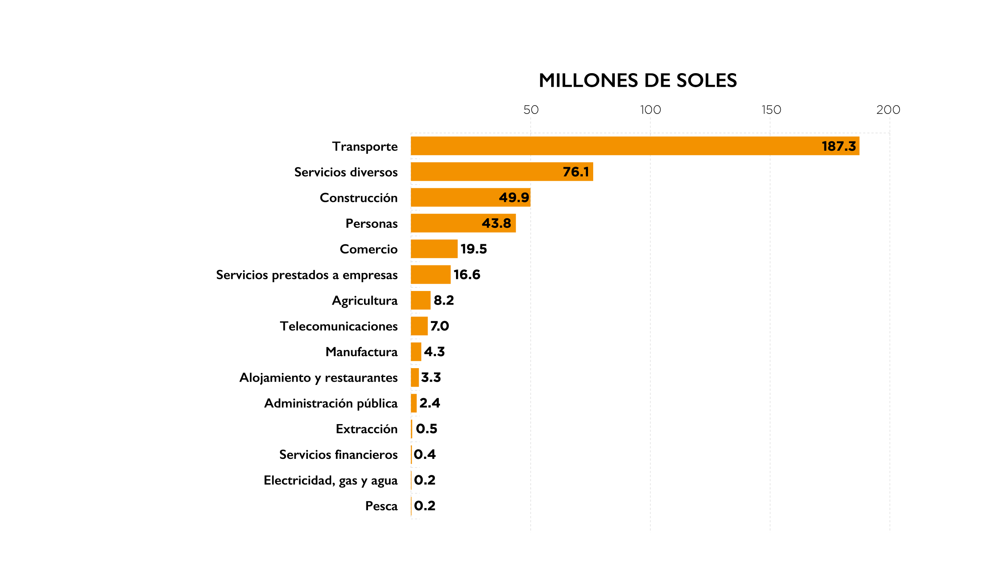 MILLONES DE SOLES
50 100 150 200
Transporte 187.3
Servicios diversos 76.1
Construcción 49.9
Personas 43.8
Comercio 19.5
Servicios prestados a empresas 16.6
Agricultura 8.2
Telecomunicaciones 7.0
Manufactura 4.3
Alojamiento y restaurantes 3.3
Administración pública 2.4
Extracción 0.5
Servicios financieros 0.4
Electricidad, gas y agua 0.2
Pesca 0.2